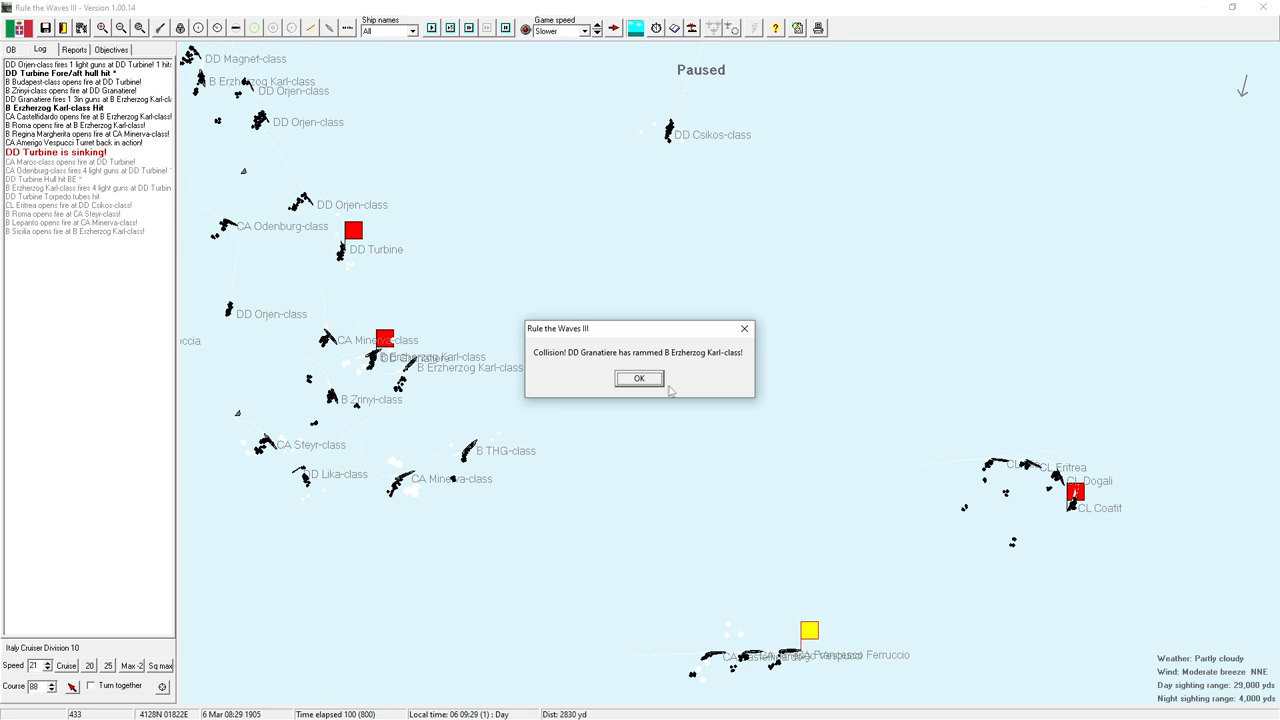 Rule the Waves III - Version 1.00.14
Ship names
All
Game speed
Slower
OB Log Reports Objectives
DD Orjen-class fires 1 light guns at DD Turbine! 1 hits
DD Turbine Fore/aft hull hit *
B Budapest-class opens fire at DD Turbine!
B Zrinyi-class opens fire at DD Granatiere!
DD Granatiere fires 1 3in guns at B Erzherzog Karl-cl
B Erzherzog Karl-class Hit
CA Castelfidardo opens fire at B Erzherzog Karl-class!
B Roma opens fire at B Erzherzog Karl-class!
B Regina Margherita opens fire at CA Minerva-class!
CA Amerigo Vespucci Turret back in action!
DD Turbine is sinking!
CA Maros-class opens fire at DD Turbine!
CA Odenburg-class fires 4 light guns at DD Turbine!
DD Turbine Hull hit BE *
B Erzherzog Karl-class fires 4 light guns at DD Turbin
DD Turbine Torpedo tubes hit
CL Eritrea opens fire at DD Csikos-class!
B Roma opens fire at CA Steyr-class!
B Lepanto opens fire at CA Minerva-class!
B Sicilia opens fire at B Erzherzog Karl-class!
Paused
DD Magnet-class
B Erzherzog Karl-class
DD Orjen-class
DD Orjen-class
DD Csikos-class
DD Orjen-class
CA Odenburg-class
DD Turbine
DD Orjen-class
CA Minerva-class
B Erzherzog Karl-class
B Erzherzog Karl-class
B Zrinyi-class
CA Steyr-class
B THG-class
DD Lika-class
CA Minerva-class
CL Eritrea
CL Dogali
CL Coatit
Francesco Ferruccio
Rule the Waves III
Collision! DD Granatiere has rammed B Erzherzog Karl-class!
OK
Italy Cruiser Division 10
Speed 21 Cruise 20 25 Max -2 Sq max
Course 88 Turn together
Weather: Partly cloudy
Wind: Moderate breeze NNE
Day sighting range: 29,000 yds
Night sighting range: 4,000 yds
433 4128N 01822E 6 Mar 08:29 1905 Time elapsed 100 (800) Local time: 06 09:29 (1) : Day Dist: 2830 yd